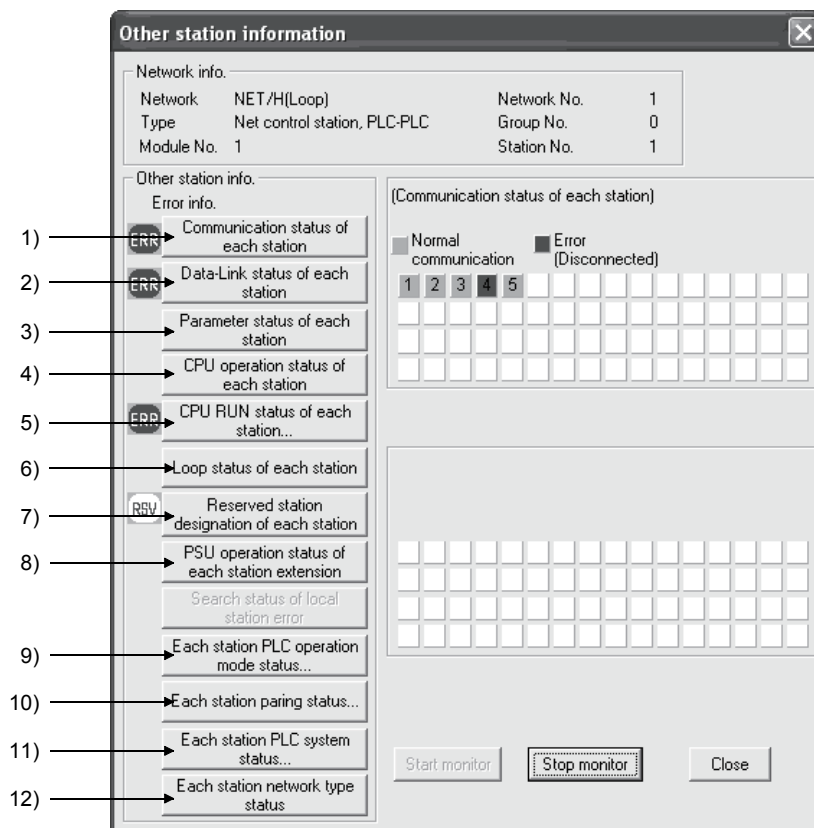 Other station information
Network info.
Network NET/H(Loop) Network No. 1
Type Net control station, PLC-PLC Group No. 0
Module No. 1 Station No. 1
Other station info.
Error info.
1) ERR Communication status of
each station
2) ERR Data-Link status of each
station
3) Parameter status of each
station
4) CPU operation status of
each station
5) ERR CPU RUN status of each
station...
6) Loop status of each station
7) RSV Reserved station
designation of each station
8) PSU operation status of
each station extension
Search status of local
station error
9) Each station PLC operation
mode status...
10) Each station paring status...
11) Each station PLC system
status...
12) Each station network type
status
(Communication status of each station)
Normal
communication
Error
(Disconnected)
1 2 3 4 5
Start monitor Stop monitor Close